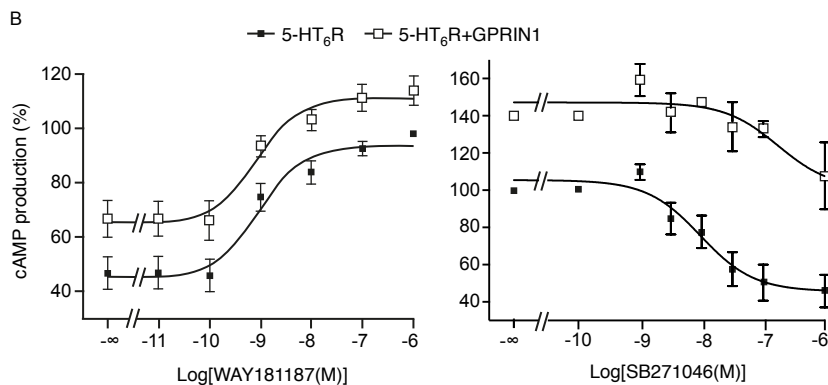 B
5-HT6R 5-HT6R+GPRIN1
cAMP production (%)
120
100
80
60
40
-∞ -11 -10 -9 -8 -7 -6
Log[WAY181187(M)]
160
140
120
100
80
60
40
-∞ -10 -9 -8 -7 -6
Log[SB271046(M)]